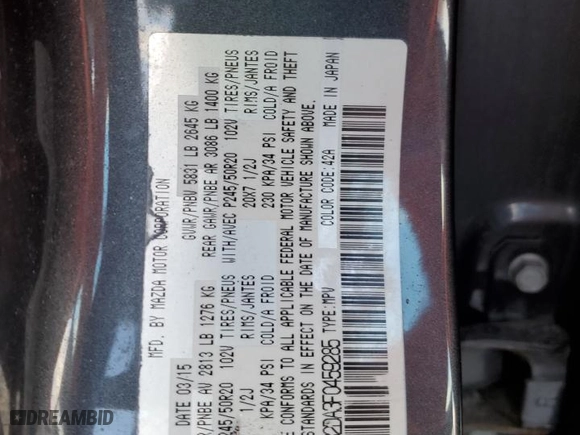 MFD. BY MAZDA MOTOR CORPORATION
DATE 03/15 GVWR/PNBV 5831 LB 2645 KG
GAWR/PNBE AV 2813 LB 1276 KG REAR GAWR/PNBE AR 3086 LB 1400 KG
245/50R20 102V TIRES/PNEUS WITH/AVEC P245/50R20 102V TIRES/PNEUS
1/2J RIMS/JANTES 20X7 1/2J RIMS/JANTES
KPA/34 PSI COLD/A FROID 230 KPA/34 PSI COLD/A FROID
TO ALL APPLICABLE FEDERAL MOTOR VEHICLE SAFETY AND THEFT
STANDARDS IN EFFECT ON THE DATE OF MANUFACTURE SHOWN ABOVE.
2DA3F0459285 TYPE:MPV COLOR CODE:42A MADE IN JAPAN
DREAMBID